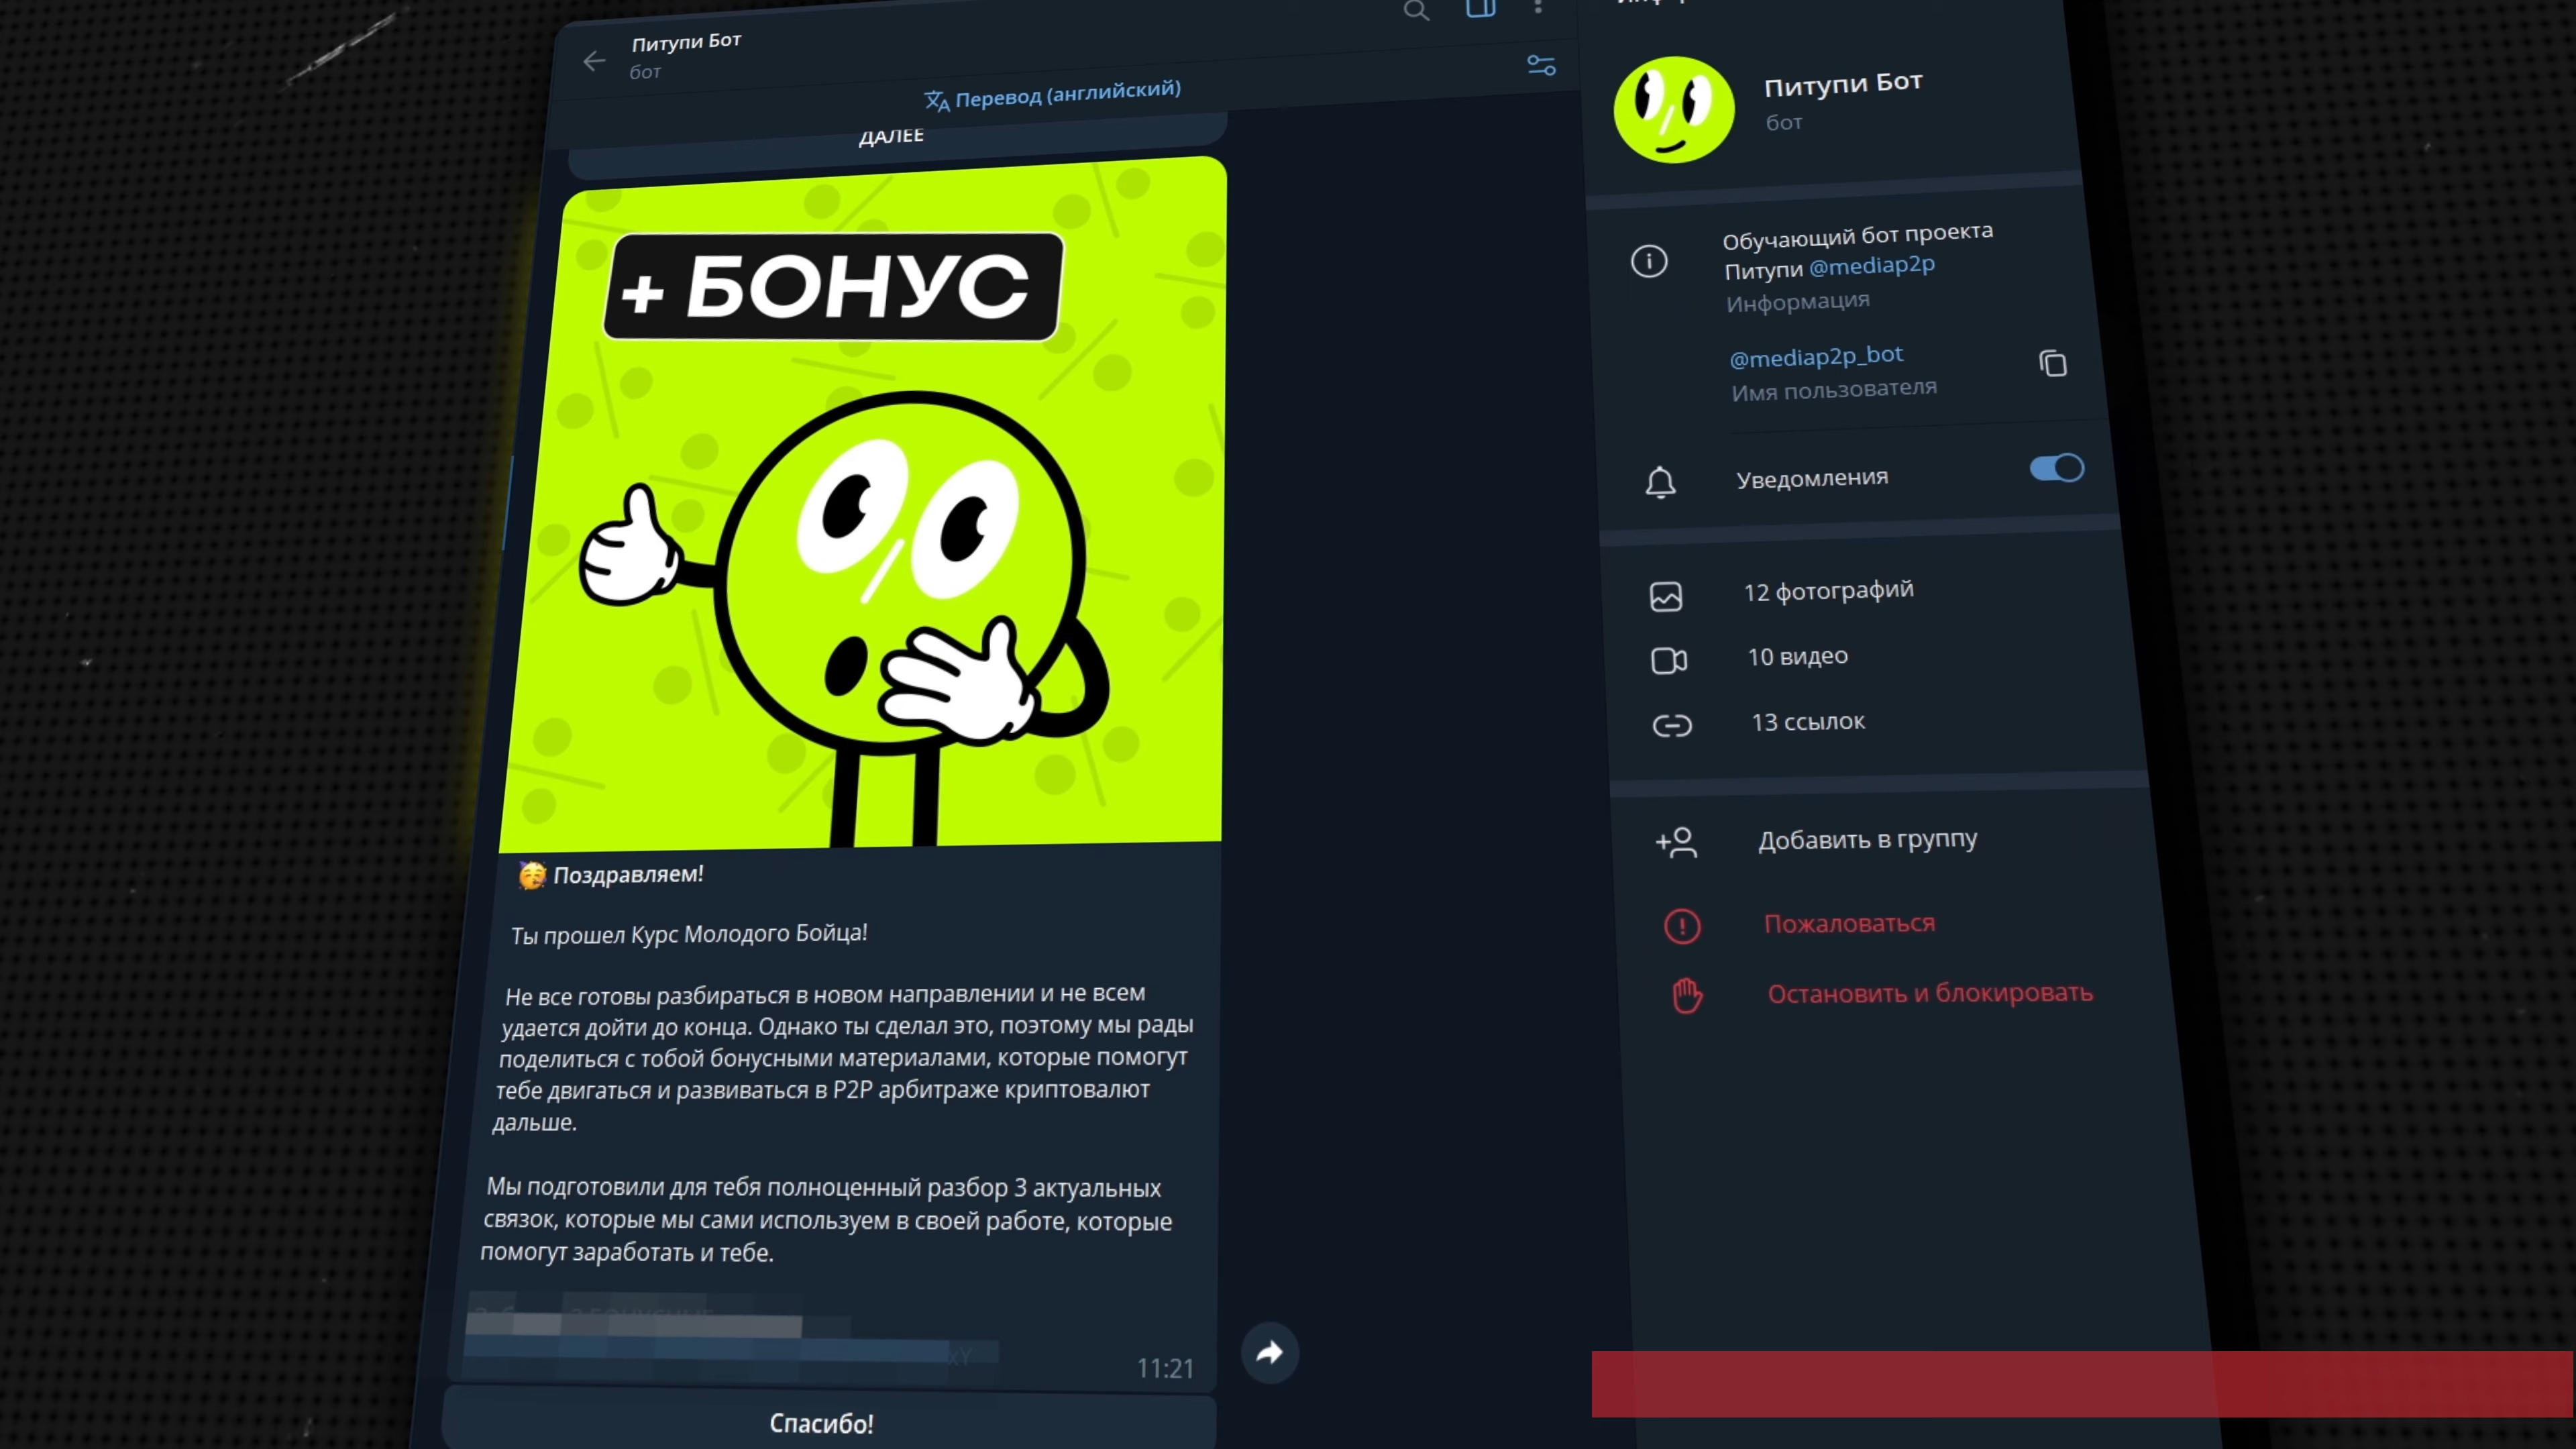 Питупи Бот
бот
Перевод (английский)
ДАЛЕЕ
+ БОНУС
Поздравляем!
Ты прошел Курс Молодого Бойца!
Не все готовы разбираться в новом направлении и не всем
удается дойти до конца. Однако ты сделал это, поэтому мы рады
поделиться с тобой бонусными материалами, которые помогут
тебе двигаться и развиваться в P2P арбитраже криптовалют
дальше.
Мы подготовили для тебя полноценный разбор 3 актуальных
связок, которые мы сами используем в своей работе, которые
помогут заработать и тебе.
11:21
Спасибо!
Питупи Бот
бот
Обучающий бот проекта
Питупи @mediap2p
Информация
@mediap2p_bot
Имя пользователя
Уведомления
12 фотографий
10 видео
13 ссылок
Добавить в группу
Пожаловаться
Остановить и блокировать